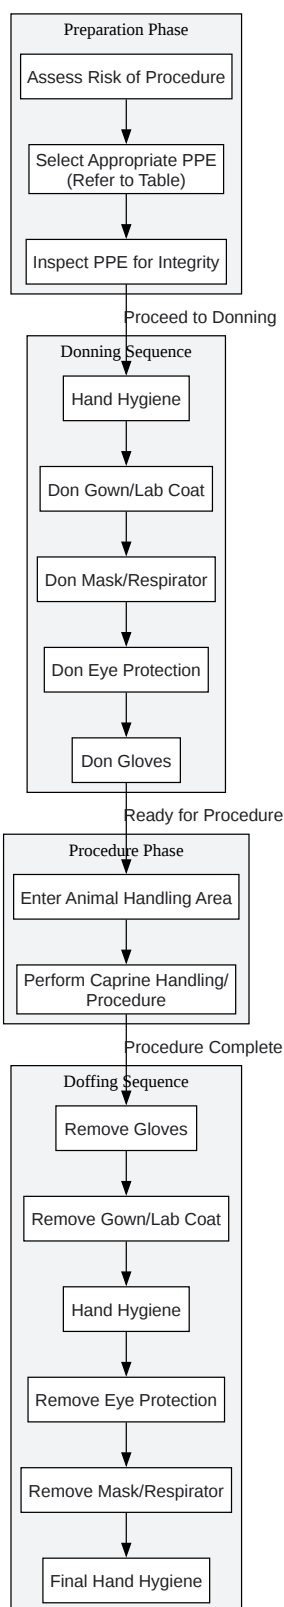 Preparation Phase
Assess Risk of Procedure
Select Appropriate PPE
(Refer to Table)
Inspect PPE for Integrity
Proceed to Donning
Donning Sequence
Hand Hygiene
Don Gown/Lab Coat
Don Mask/Respirator
Don Eye Protection
Don Gloves
Ready for Procedure
Procedure Phase
Enter Animal Handling Area
Perform Caprine Handling/
Procedure
Procedure Complete
Doffing Sequence
Remove Gloves
Remove Gown/Lab Coat
Hand Hygiene
Remove Eye Protection
Remove Mask/Respirator
Final Hand Hygiene